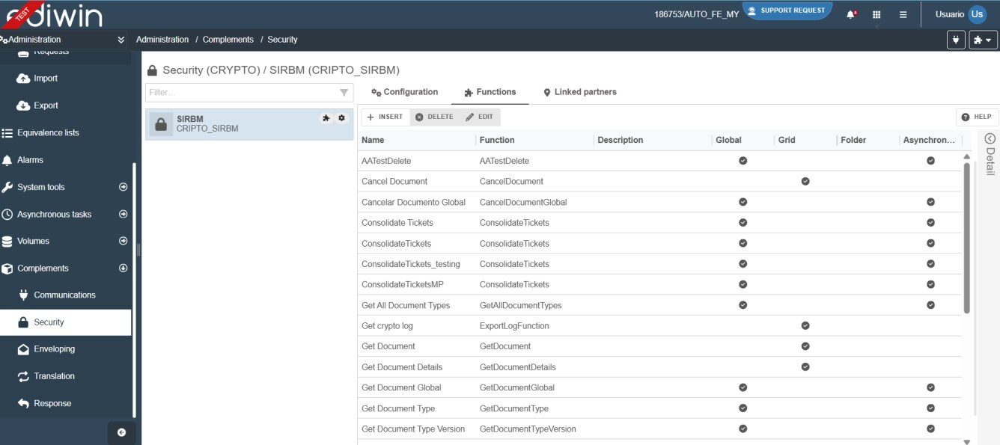 TEST
ediwin
186753/AUTO_FE_MY
SUPPORT REQUEST
Usuario Us
Administration
Administration / Complements / Security
Requests
Import
Export
Equivalence lists
Alarms
System tools
Asynchronous tasks
Volumes
Complements
Communications
Security
Enveloping
Translation
Response
Security (CRYPTO) / SIRBM (CRIPTO_SIRBM)
Filter...
SIRBM
CRIPTO_SIRBM
Configuration Functions Linked partners
INSERT DELETE EDIT HELP
Name Function Description Global Grid Folder Asynchron...
AATestDelete AATestDelete
Cancel Document CancelDocument
Cancelar Documento Global CancelDocumentGlobal
Consolidate Tickets ConsolidateTickets
ConsolidateTickets ConsolidateTickets
ConsolidateTickets_testing ConsolidateTickets
ConsolidateTicketsMP ConsolidateTickets
Get All Document Types GetAllDocumentTypes
Get crypto log ExportLogFunction
Get Document GetDocument
Get Document Details GetDocumentDetails
Get Document Global GetDocumentGlobal
Get Document Type GetDocumentType
Get Document Type Version GetDocumentTypeVersion
Detail